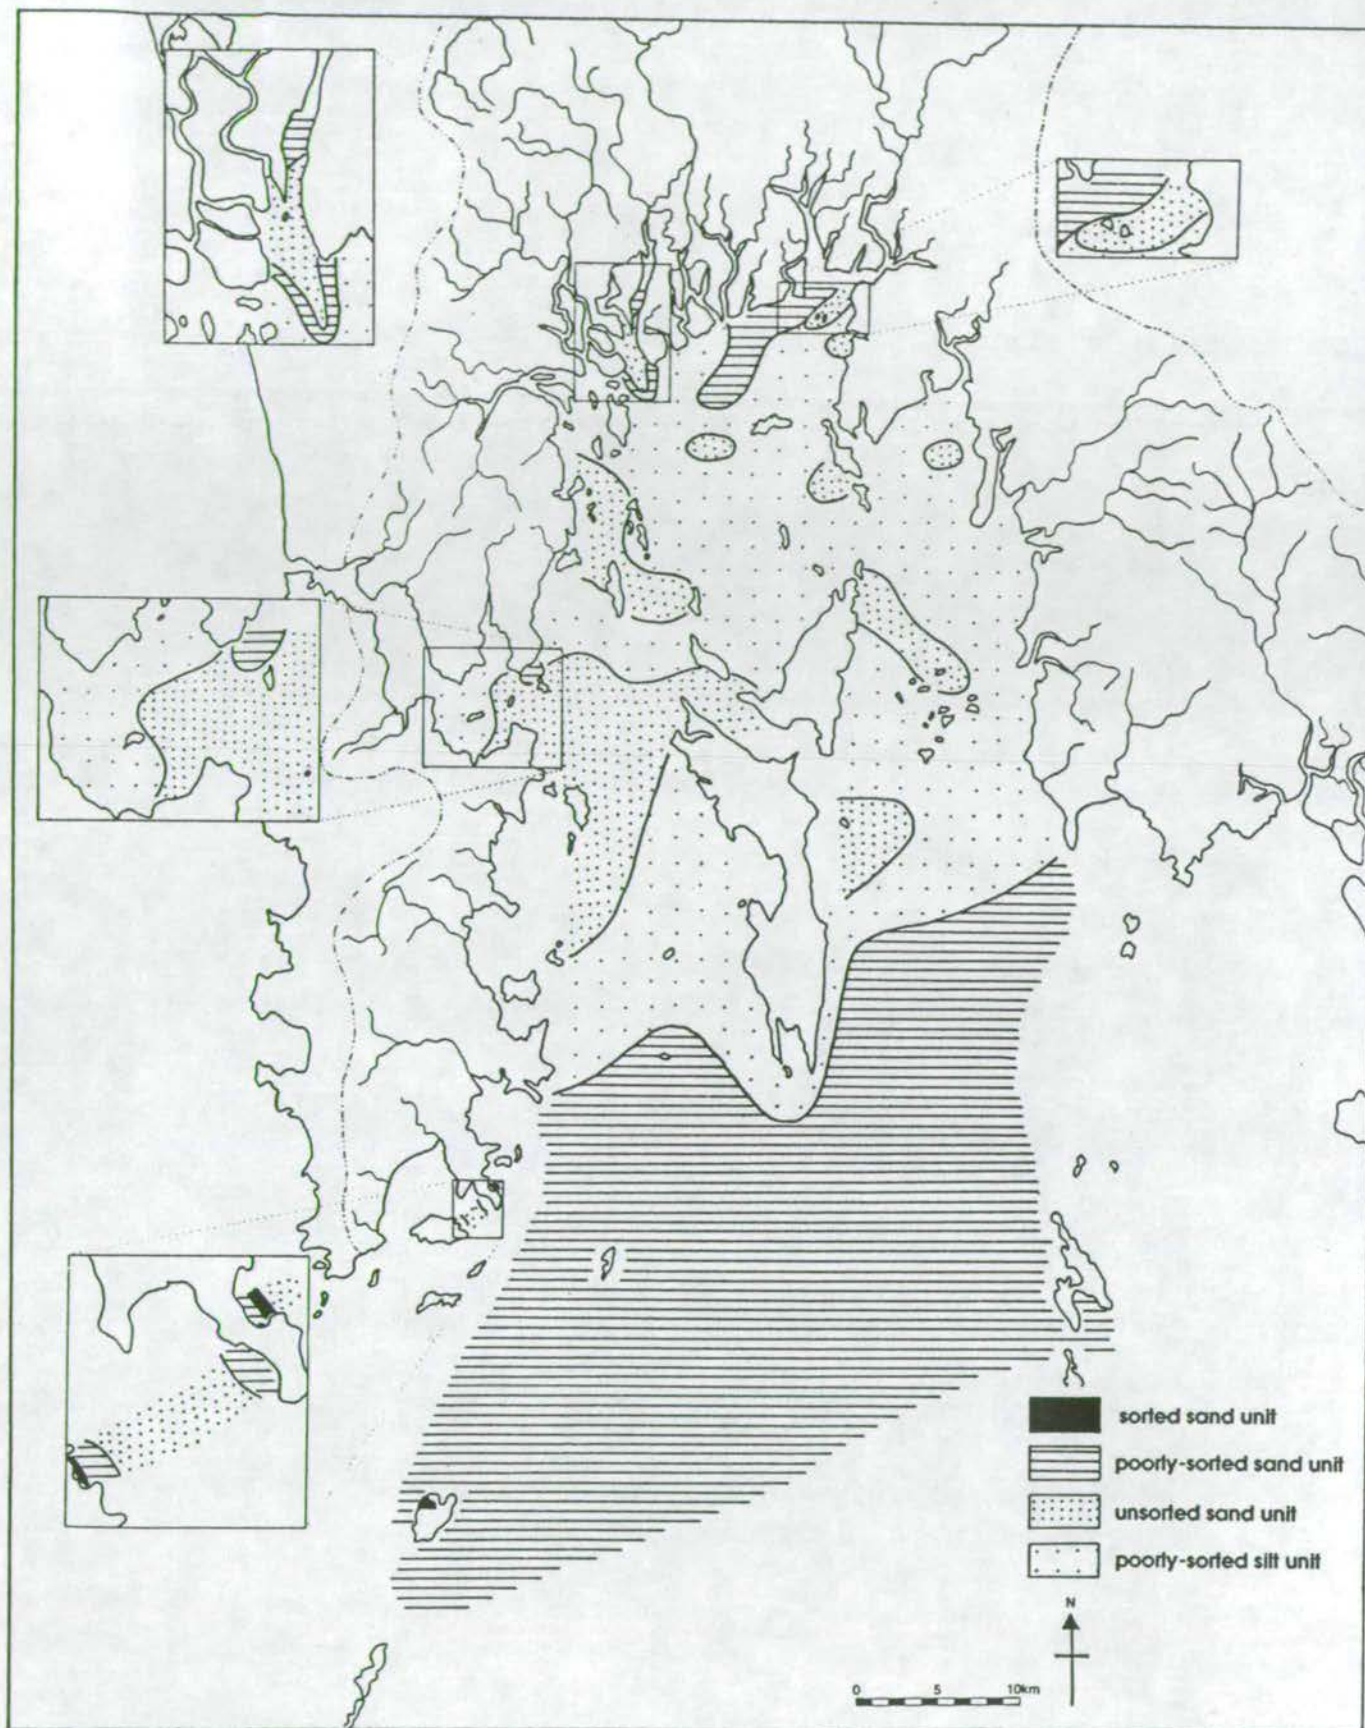 sorted sand unit
poorly-sorted sand unit
unsorted sand unit
poorly-sorted silt unit
N
0 5 10km